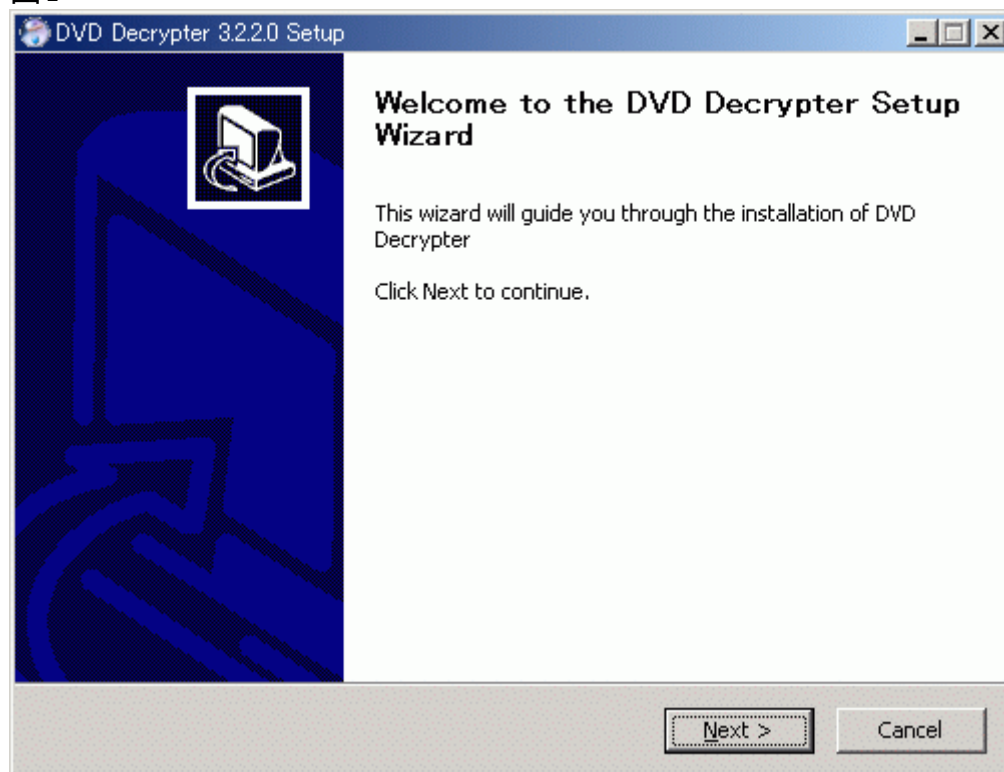 DVD Decrypter 3.2.2.0 Setup
Welcome to the DVD Decrypter Setup
Wizard
This wizard will guide you through the installation of DVD
Decrypter
Click Next to continue.
Next >
Cancel